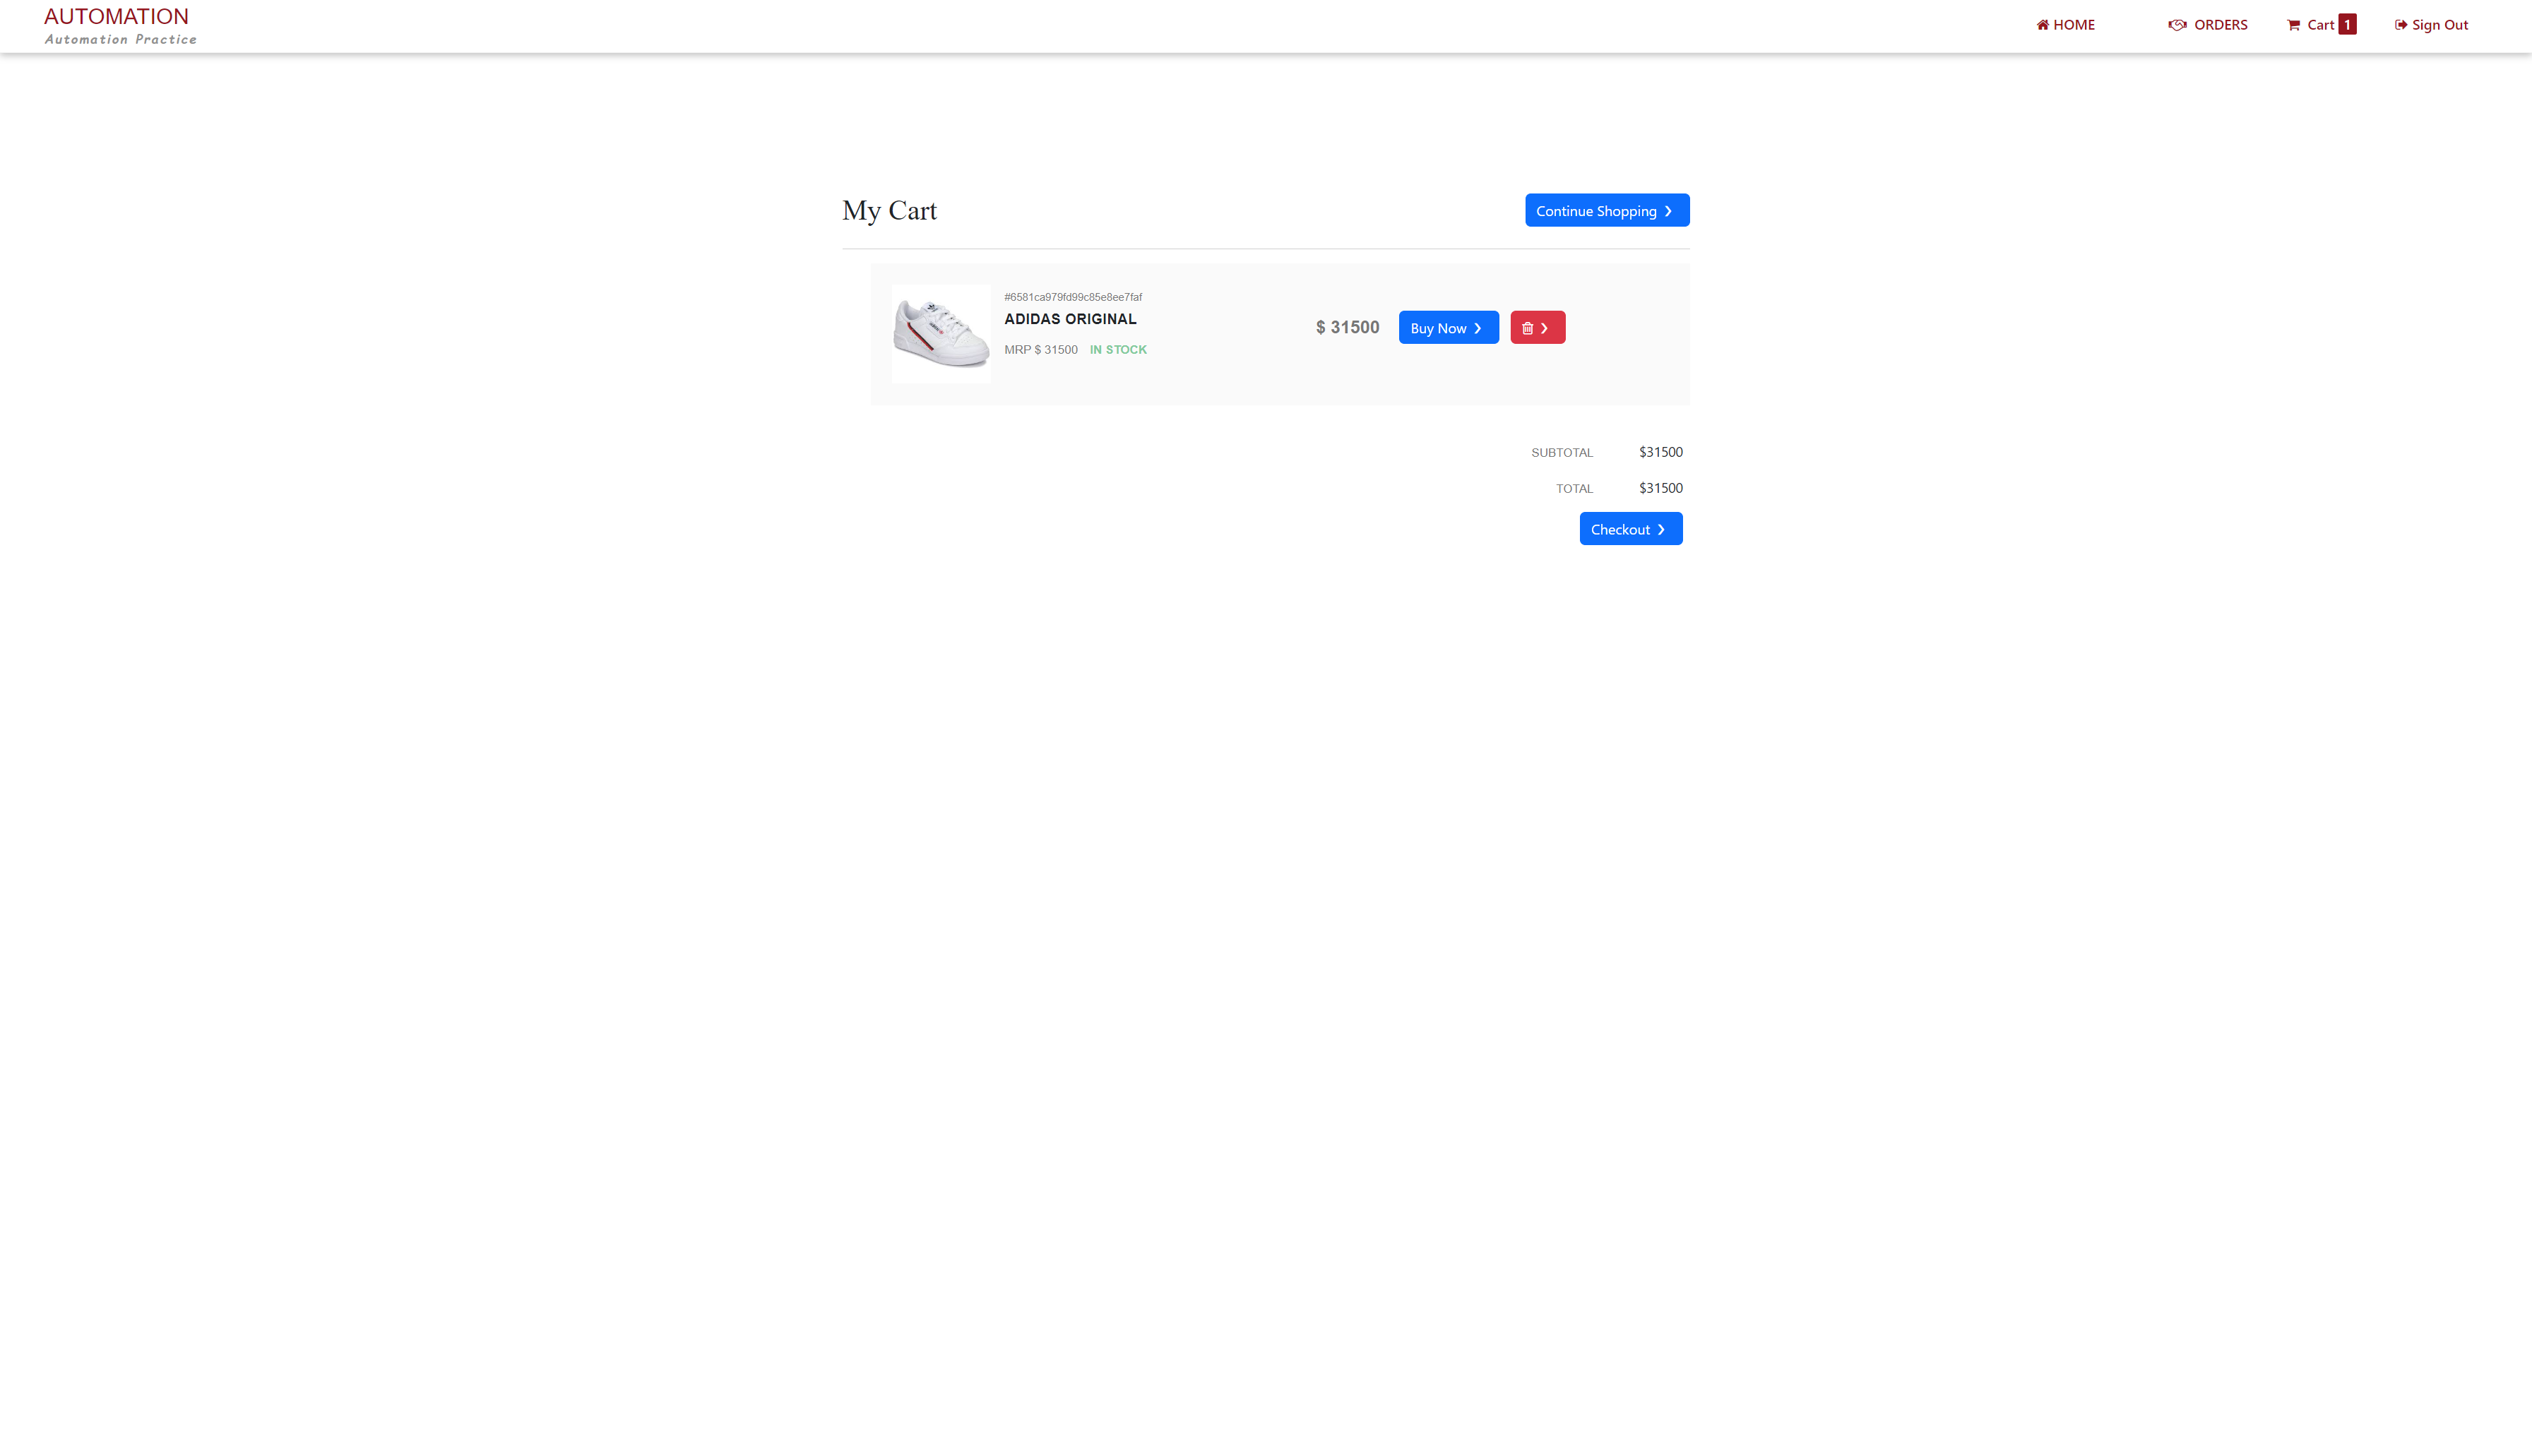 AUTOMATION
Automation Practice
HOME
ORDERS
Cart 1
Sign Out
My Cart
Continue Shopping
#6581ca979fd99c85e8ee7faf
ADIDAS ORIGINAL
MRP $ 31500 IN STOCK
$ 31500
Buy Now
SUBTOTAL $31500
TOTAL $31500
Checkout